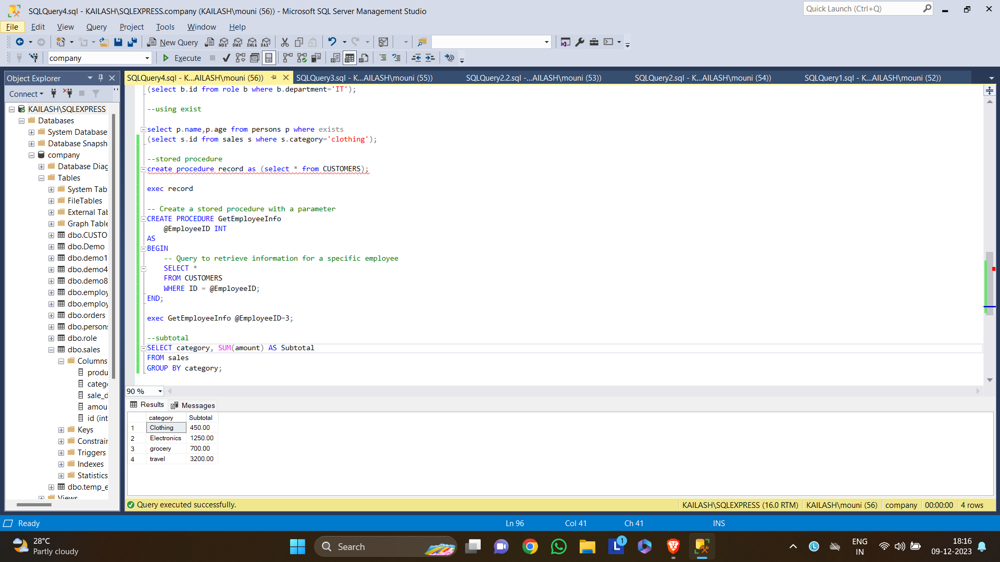 SQLQuery4.sql - KAILASH\SQLEXPRESS.company (KAILASH\mouni (56)) - Microsoft SQL Server Management Studio
Quick Launch (Ctrl+Q)
File Edit View Query Project Tools Window Help
New Query MDX DMX XMLA DAX
company Execute
Object Explorer
SQLQuery4.sql - K...AILASH\mouni (56)) SQLQuery3.sql - K...AILASH\mouni (55)) SQLQuery2.2.sql -...AILASH\mouni (53)) SQLQuery2.sql - K...AILASH\mouni (54)) SQLQuery1.sql - K...AILASH\mouni (52))
Connect
KAILASH\SQLEXPRESS
Databases
System Database
Database Snapsh
company
Database Diag
Tables
System Tab
FileTables
External Tab
Graph Table
dbo.CUSTO
dbo.Demo
dbo.demo1
dbo.demo4
dbo.demo8
dbo.employ
dbo.employ
dbo.orders
dbo.persons
dbo.role
dbo.sales
Columns
produ
catego
sale_d
amou
id (int
Keys
Constrain
Triggers
Indexes
Statistics
dbo.temp_e
Views
(select b.id from role b where b.department='IT');
--using exist
select p.name,p.age from persons p where exists
(select s.id from sales s where s.category='clothing');
--stored procedure
create procedure record as (select * from CUSTOMERS);
exec record
-- Create a stored procedure with a parameter
CREATE PROCEDURE GetEmployeeInfo
@EmployeeID INT
AS
BEGIN
-- Query to retrieve information for a specific employee
SELECT *
FROM CUSTOMERS
WHERE ID = @EmployeeID;
END;
exec GetEmployeeInfo @EmployeeID=3;
--subtotal
SELECT category, SUM(amount) AS Subtotal
FROM sales
GROUP BY category;
90 %
Results Messages
category Subtotal
1 Clothing 450.00
2 Electronics 1250.00
3 grocery 700.00
4 travel 3200.00
Query executed successfully. KAILASH\SQLEXPRESS (16.0 RTM) KAILASH\mouni (56) company 00:00:00 4 rows
Ready Ln 96 Col 41 Ch 41 INS
28°C
Partly cloudy
Search
L 1
L
ENG
IN
18:16
09-12-2023